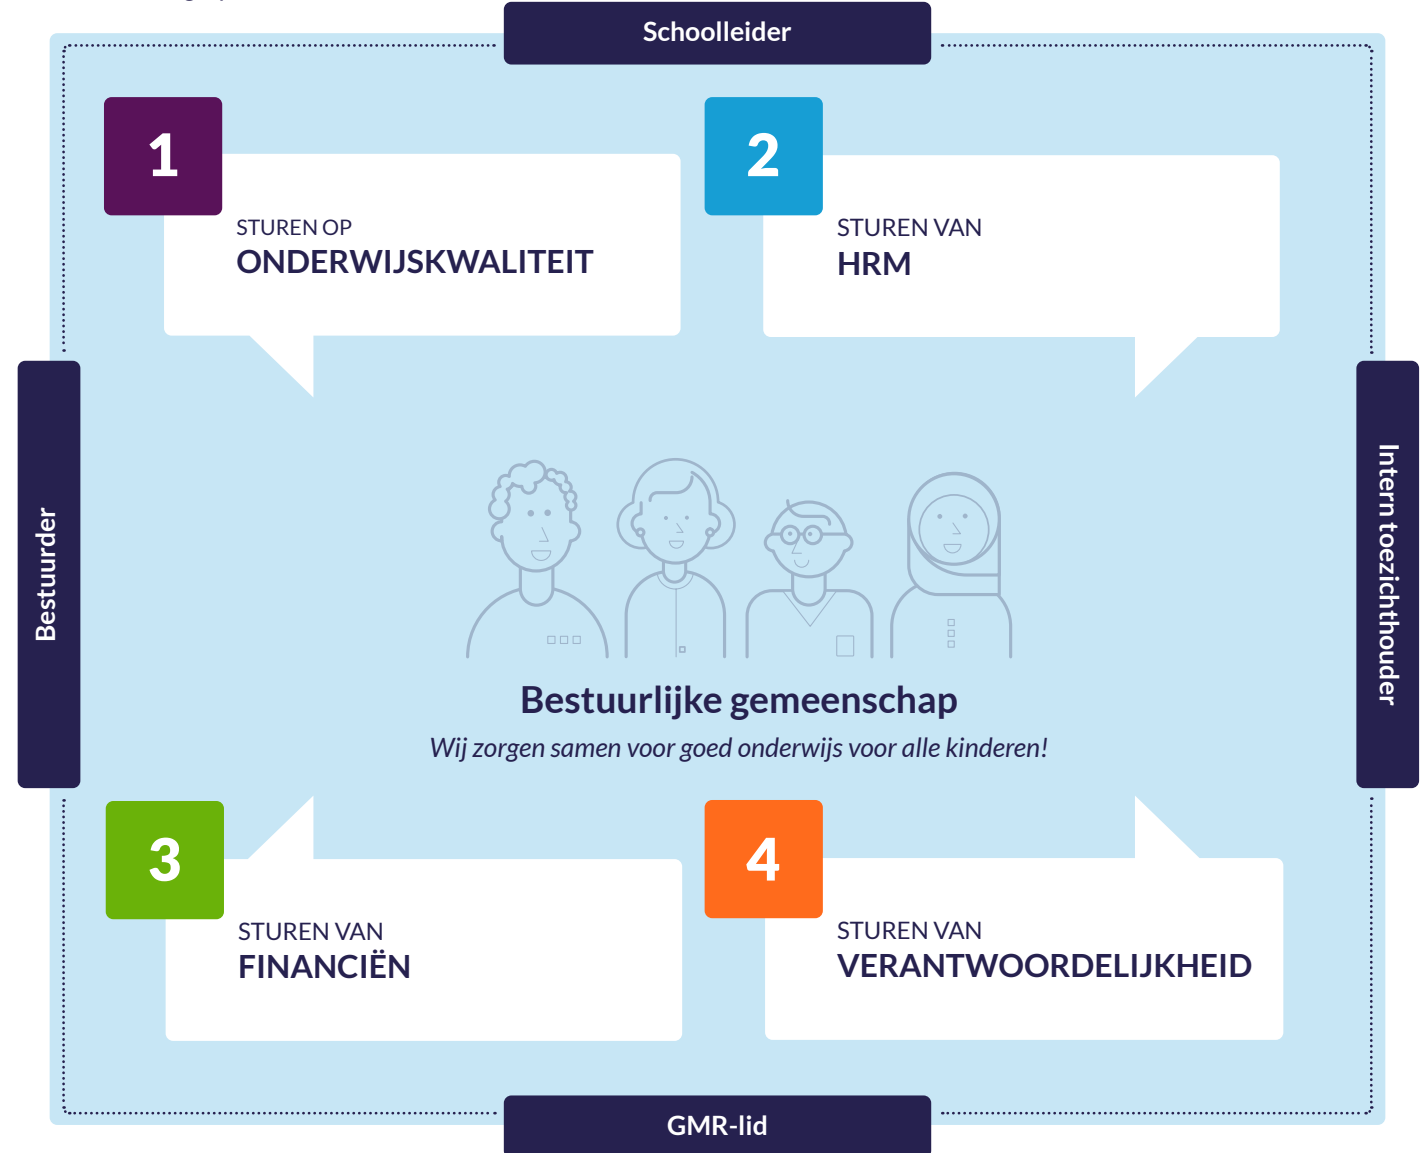 Schoolleider
1
STUREN OP
ONDERWIJSKWALITEIT
2
STUREN VAN
HRM
Bestuurder
Intern toezichthouder
Bestuurlijke gemeenschap
Wij zorgen samen voor goed onderwijs voor alle kinderen!
3
STUREN VAN
FINANCIËN
4
STUREN VAN
VERANTWOORDELIJKHEID
GMR-lid